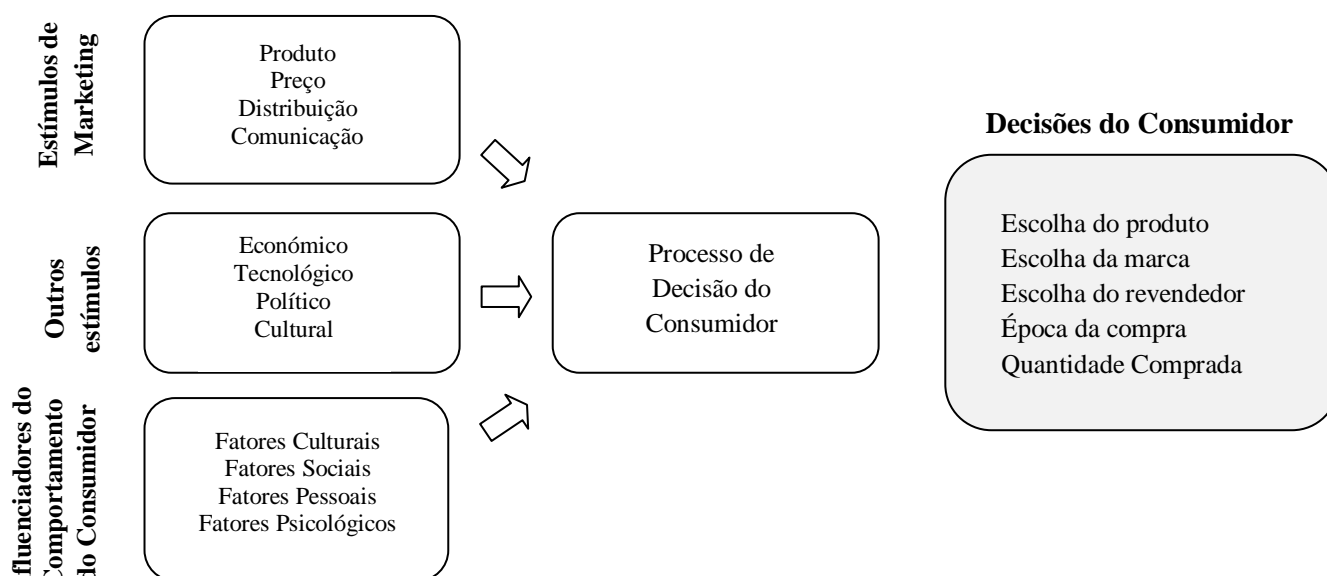 Estímulos de
Marketing
Produto
Preço
Distribuição
Comunicação
Outros
estímulos
Económico
Tecnológico
Político
Cultural
Comportamento
do Consumidor
Fatores Culturais
Fatores Sociais
Fatores Pessoais
Fatores Psicológicos
Processo de
Decisão do
Consumidor
Decisões do Consumidor
Escolha do produto
Escolha da marca
Escolha do revendedor
Época da compra
Quantidade Comprada